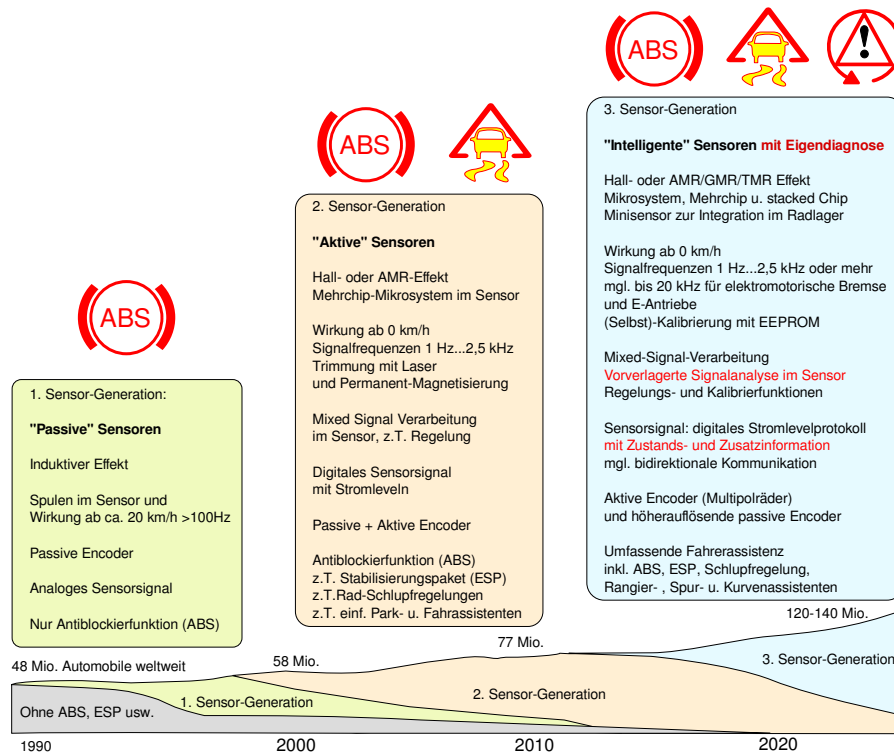 ABS
1. Sensor-Generation:
"Passive" Sensoren
Induktiver Effekt
Spulen im Sensor und
Wirkung ab ca. 20 km/h >100Hz
Passive Encoder
Analoges Sensorsignal
Nur Antiblockierfunktion (ABS)
ABS
2. Sensor-Generation
"Aktive" Sensoren
Hall- oder AMR-Effekt
Mehrchip-Mikrosystem im Sensor
Wirkung ab 0 km/h
Signalfrequenzen 1 Hz...2,5 kHz
Trimmung mit Laser
und Permanent-Magnetisierung
Mixed Signal Verarbeitung
im Sensor, z.T. Regelung
Digitales Sensorsignal
mit Stromleveln
Passive + Aktive Encoder
Antiblockierfunktion (ABS)
z.T. Stabilisierungspaket (ESP)
z.T.Rad-Schlupfregelungen
z.T. einf. Park- u. Fahrassistenten
ABS
!
3. Sensor-Generation
"Intelligente" Sensoren mit Eigendiagnose
Hall- oder AMR/GMR/TMR Effekt
Mikrosystem, Mehrchip u. stacked Chip
Minisensor zur Integration im Radlager
Wirkung ab 0 km/h
Signalfrequenzen 1 Hz...2,5 kHz oder mehr
mgl. bis 20 kHz für elektromotorische Bremse
und E-Antriebe
(Selbst)-Kalibrierung mit EEPROM
Mixed-Signal-Verarbeitung
Vorverlagerte Signalanalyse im Sensor
Regelungs- und Kalibrierfunktionen
Sensorsignal: digitales Stromlevelprotokoll
mit Zustands- und Zusatzinformation
mgl. bidirektionale Kommunikation
Aktive Encoder (Multipolräder)
und höherauflösende passive Encoder
Umfassende Fahrerassistenz
inkl. ABS, ESP, Schlupfregelung,
Rangier- , Spur- u. Kurvenassistenten
48 Mio. Automobile weltweit
58 Mio.
77 Mio.
120-140 Mio.
Ohne ABS, ESP usw.
1. Sensor-Generation
2. Sensor-Generation
3. Sensor-Generation
1990
2000
2010
2020